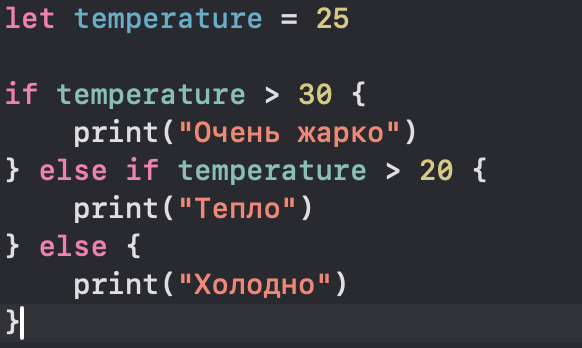 let temperature = 25
if temperature > 30 {
    print("Очень жарко")
} else if temperature > 20 {
    print("Тепло")
} else {
    print("Холодно")
}